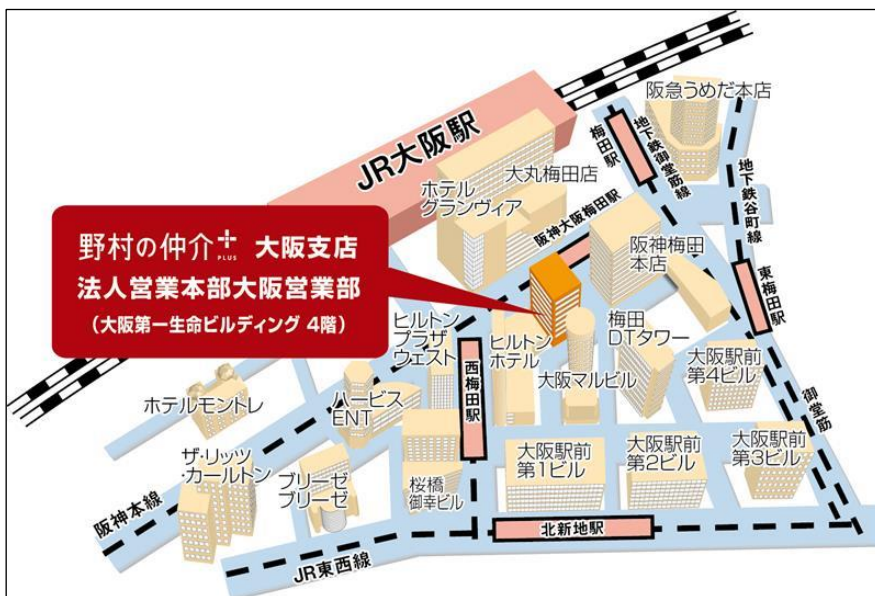 阪急うめだ本店
梅田駅
地下鉄御堂筋線
地下鉄谷町線
JR大阪駅
大丸梅田店
ホテル
グランヴィア
阪神大阪梅田駅
阪神梅田
本店
東梅田駅
野村の仲介+
PLUS
大阪支店
法人営業本部大阪営業部
(大阪第一生命ビルディング 4階)
ヒルトン
プラザ
ウェスト
ヒルトン
ホテル
梅田
DTタワー
大阪マルビル
大阪駅前
第4ビル
西梅田駅
御堂筋
ホテルモントレ
ハービス
ENT
大阪駅前
第1ビル
大阪駅前
第2ビル
大阪駅前
第3ビル
ザ・リッツ
・カールトン
ブリーゼ
ブリーゼ
桜橋
御幸ビル
阪神本線
北新地駅
JR東西線